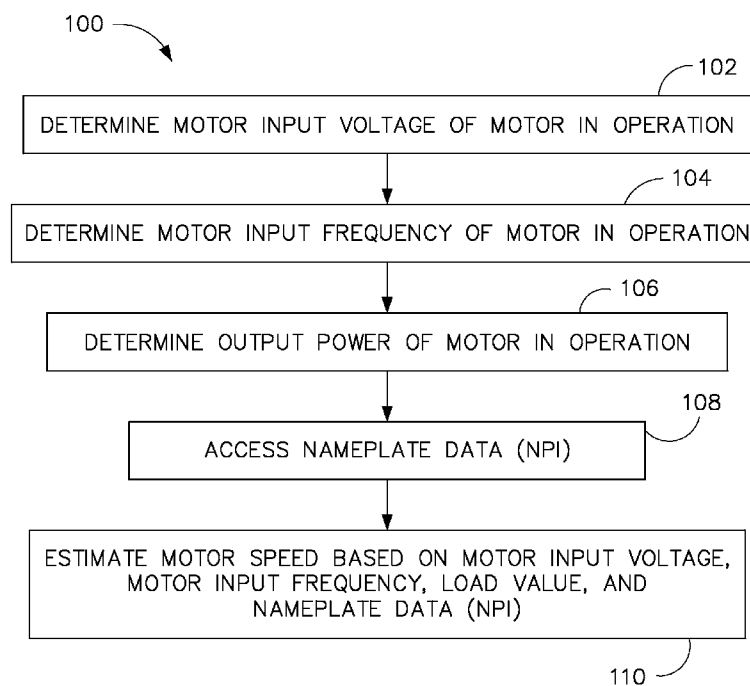 100
102
DETERMINE MOTOR INPUT VOLTAGE OF MOTOR IN OPERATION
104
DETERMINE MOTOR INPUT FREQUENCY OF MOTOR IN OPERATION
106
DETERMINE OUTPUT POWER OF MOTOR IN OPERATION
108
ACCESS NAMEPLATE DATA (NPI)
ESTIMATE MOTOR SPEED BASED ON MOTOR INPUT VOLTAGE,
MOTOR INPUT FREQUENCY, LOAD VALUE, AND
NAMEPLATE DATA (NPI)
110